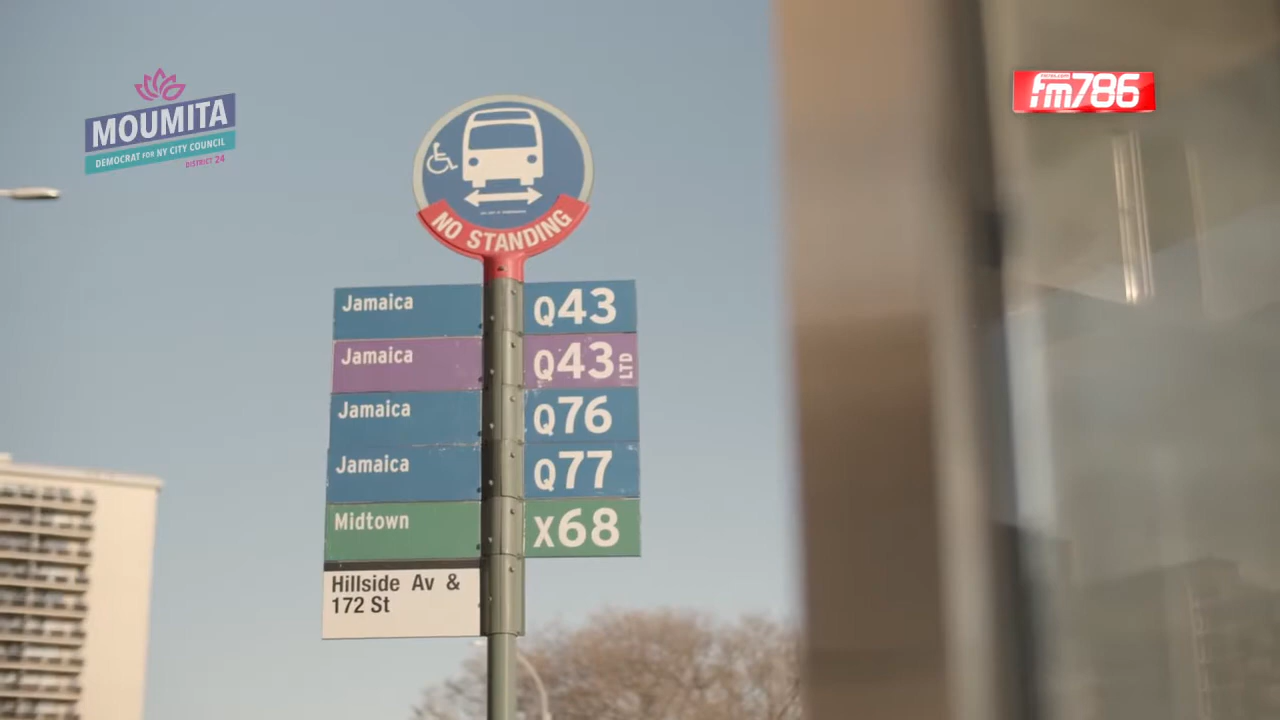 MOUMITA
DEMOCRAT FOR NY CITY COUNCIL
DISTRICT 24
fm786
NO STANDING
Jamaica Q43
Jamaica Q43 LTD
Jamaica Q76
Jamaica Q77
Midtown X68
Hillside Av &
172 St